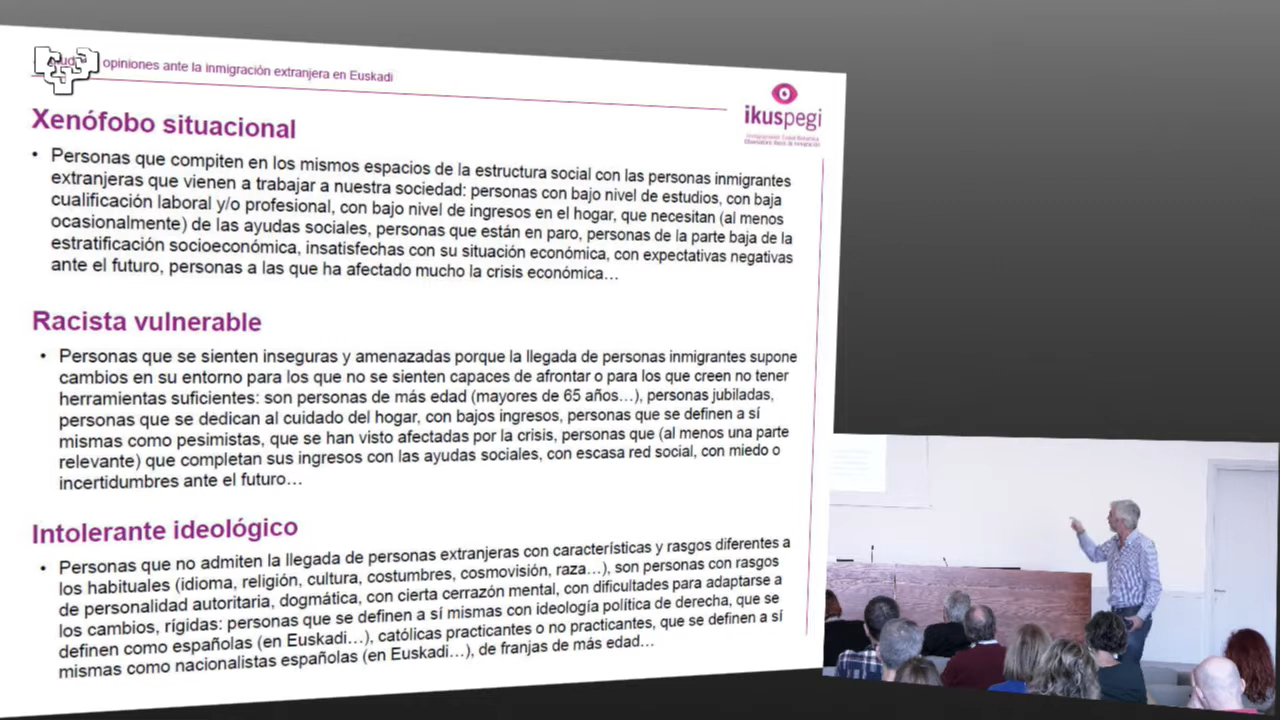 opiniones ante la inmigración extranjera en Euskadi
ikuspegi
Xenófobo situacional
• Personas que compiten en los mismos espacios de la estructura social con las personas inmigrantes
extranjeras que vienen a trabajar a nuestra sociedad: personas con bajo nivel de estudios, con baja
cualificación laboral y/o profesional, con bajo nivel de ingresos en el hogar, que necesitan (al menos
ocasionalmente) de las ayudas sociales, personas que están en paro, personas de la parte baja de la
estratificación socioeconómica, insatisfechas con su situación económica, con expectativas negativas
ante el futuro, personas a las que ha afectado mucho la crisis económica…
Racista vulnerable
• Personas que se sienten inseguras y amenazadas porque la llegada de personas inmigrantes supone
cambios en su entorno para los que no se sienten capaces de afrontar o para los que creen no tener
herramientas suficientes: son personas de más edad (mayores de 65 años…), personas jubiladas,
personas que se dedican al cuidado del hogar, con bajos ingresos, personas que se definen a sí
mismas como pesimistas, que se han visto afectadas por la crisis, personas que (al menos una parte
relevante) que completan sus ingresos con las ayudas sociales, con escasa red social, con miedo o
incertidumbres ante el futuro…
Intolerante ideológico
• Personas que no admiten la llegada de personas extranjeras con características y rasgos diferentes a
los habituales (idioma, religión, cultura, costumbres, cosmovisión, raza…), son personas con rasgos
de personalidad autoritaria, dogmática, con cierta cerrazón mental, con dificultades para adaptarse a
los cambios, rígidas: personas que se definen a sí mismas con ideología política de derecha, que se
definen como españolas (en Euskadi…), católicas practicantes o no practicantes, que se definen a sí
mismas como nacionalistas españolas (en Euskadi…), de franjas de más edad…